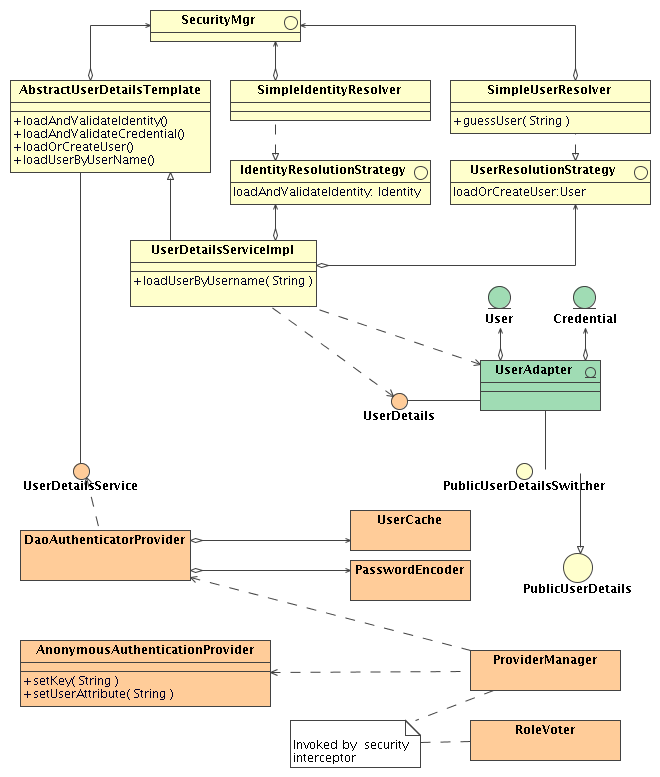 SecurityMgr
AbstractUserDetailsTemplate
+loadAndValidateIdentity()
+loadAndValidateCredential()
+loadOrCreateUser()
+loadUserByUserName()
SimpleIdentityResolver
SimpleUserResolver
+guessUser( String )
IdentityResolutionStrategy
loadAndValidateIdentity: Identity
UserResolutionStrategy
loadOrCreateUser:User
UserDetailsServiceImpl
+loadUserByUsername( String )
User
Credential
UserAdapter
UserDetails
UserDetailsService
PublicUserDetailsSwitcher
DaoAuthenticatorProvider
UserCache
PasswordEncoder
PublicUserDetails
AnonymousAuthenticationProvider
+setKey( String )
+setUserAttribute( String )
ProviderManager
Invoked by security
interceptor
RoleVoter